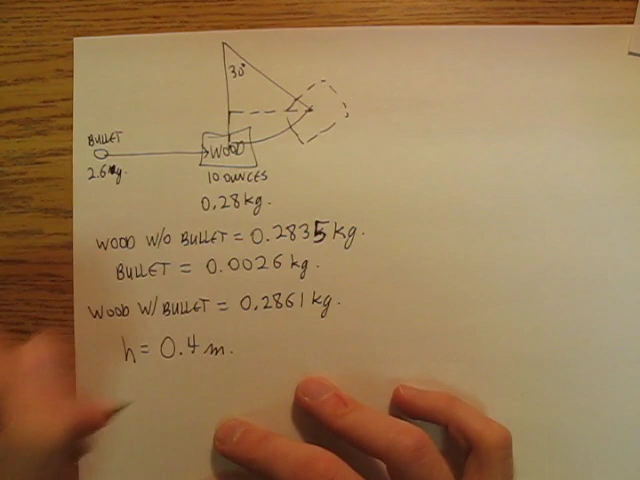 30°
BULLET
WOOD
2.6g.
10 OUNCES
0.28 kg.
WOOD W/O BULLET = 0.2835 kg.
BULLET = 0.0026 kg.
WOOD W/ BULLET = 0.2861 kg.
h = 0.4 m.